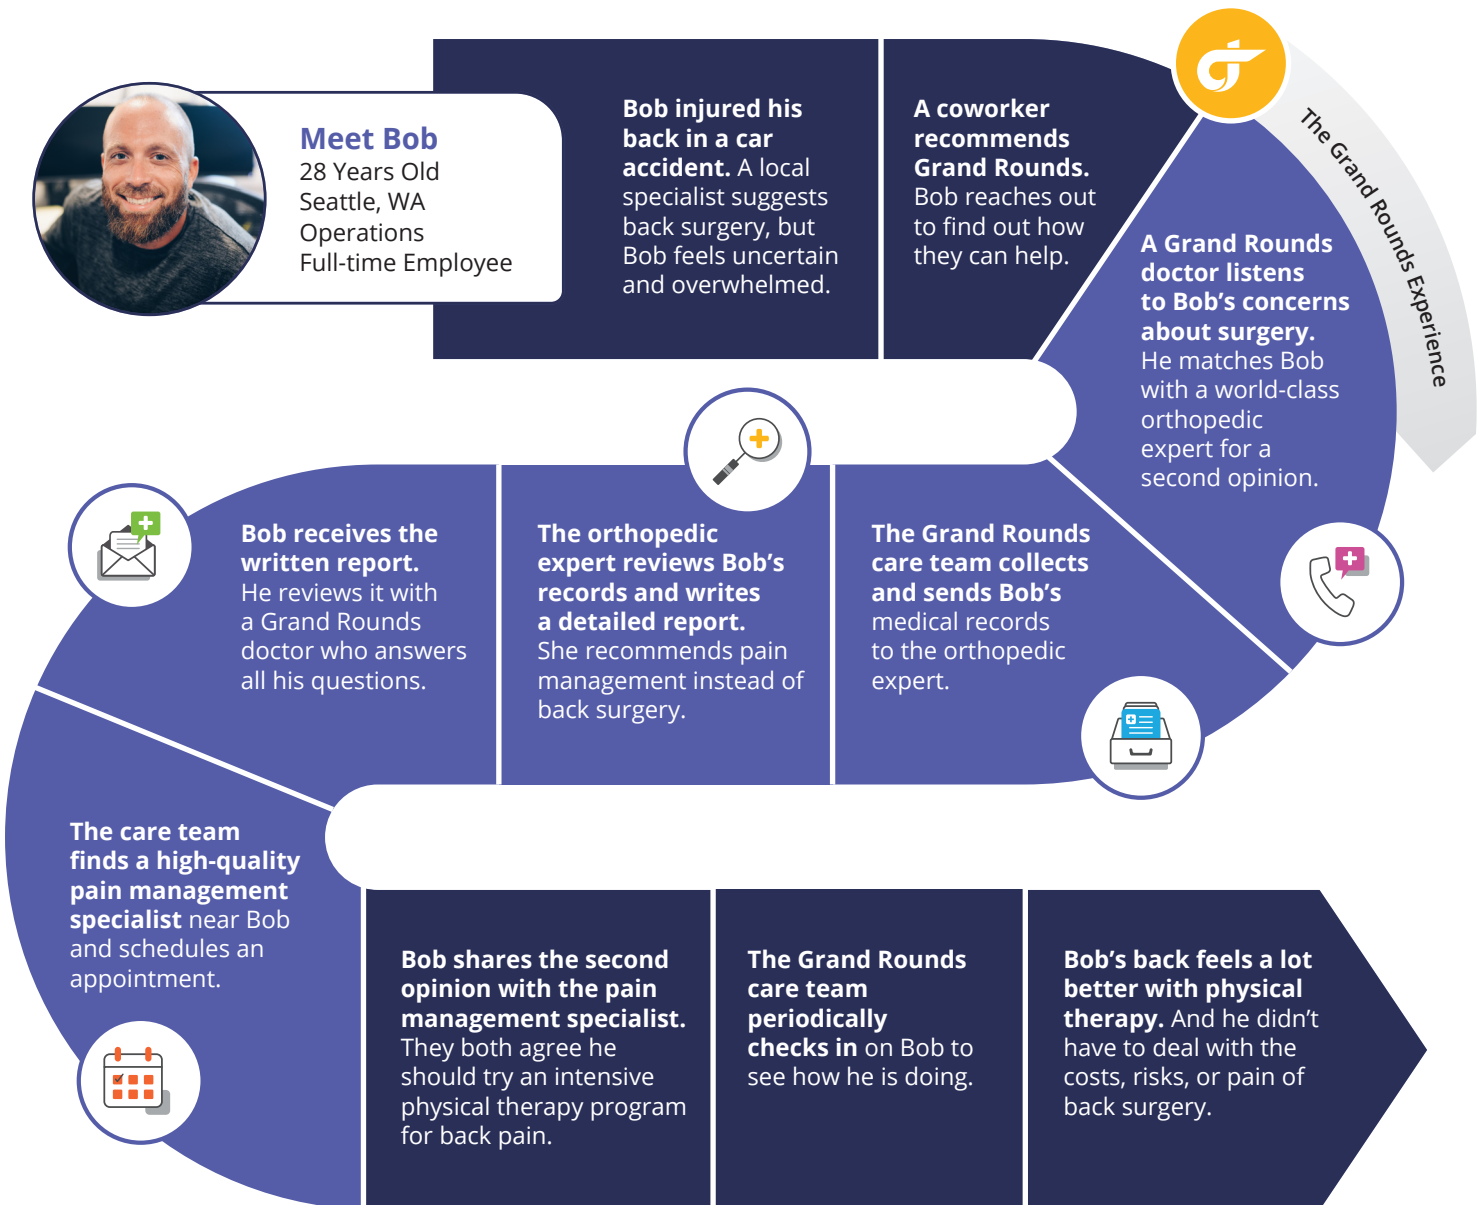 Meet Bob
28 Years Old
Seattle, WA
Operations
Full-time Employee
Bob injured his
back in a car
accident. A local
specialist suggests
back surgery, but
Bob feels uncertain
and overwhelmed.
A coworker
recommends
Grand Rounds.
Bob reaches out
to find out how
they can help.
The Grand Rounds Experience
A Grand Rounds
doctor listens
to Bob’s concerns
about surgery.
He matches Bob
with a world-class
orthopedic
expert for a
second opinion.
The Grand Rounds
care team collects
and sends Bob’s
medical records
to the orthopedic
expert.
The orthopedic
expert reviews Bob’s
records and writes
a detailed report.
She recommends pain
management instead of
back surgery.
Bob receives the
written report.
He reviews it with
a Grand Rounds
doctor who answers
all his questions.
The care team
finds a high-quality
pain management
specialist near Bob
and schedules an
appointment.
Bob shares the second
opinion with the pain
management specialist.
They both agree he
should try an intensive
physical therapy program
for back pain.
The Grand Rounds
care team
periodically
checks in on Bob to
see how he is doing.
Bob’s back feels a lot
better with physical
therapy. And he didn’t
have to deal with the
costs, risks, or pain of
back surgery.